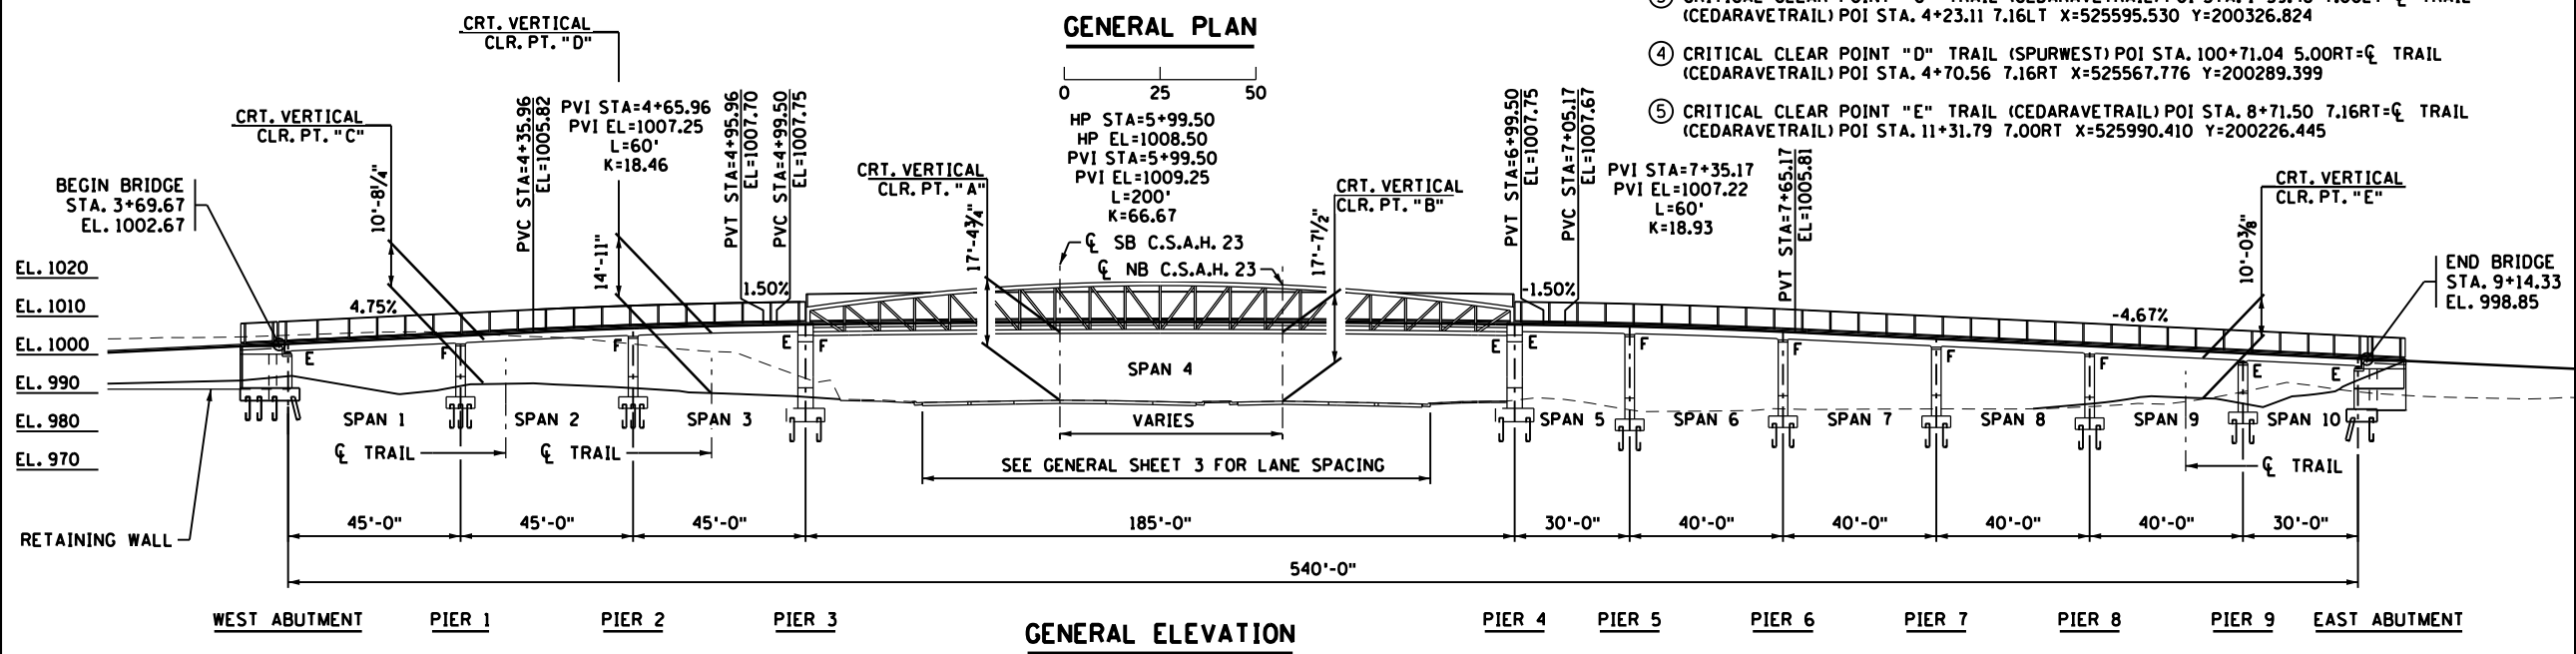 GENERAL PLAN
0 25 50
(CEDARAVETRAIL) POI STA. 4+23.11 7.16LT X=525595.530 Y=200326.824
④ CRITICAL CLEAR POINT "D" TRAIL (SPURWEST) POI STA. 100+71.04 5.00RT=℄ TRAIL
(CEDARAVETRAIL) POI STA. 4+70.56 7.16RT X=525567.776 Y=200289.399
⑤ CRITICAL CLEAR POINT "E" TRAIL (CEDARAVETRAIL) POI STA. 8+71.50 7.16RT=℄ TRAIL
(CEDARAVETRAIL) POI STA. 11+31.79 7.00RT X=525990.410 Y=200226.445
CRT. VERTICAL
CLR. PT. "D"
CRT. VERTICAL
CLR. PT. "C"
10'-8¼"
BEGIN BRIDGE
STA. 3+69.67
EL. 1002.67
PVC STA=4+35.96
EL=1005.82
PVI STA=4+65.96
PVI EL=1007.25
L=60'
K=18.46
14'-11"
PVT STA=4+95.96
EL=1007.70
PVC STA=4+99.50
EL=1007.75
CRT. VERTICAL
CLR. PT. "A"
17'-4¾"
HP STA=5+99.50
HP EL=1008.50
PVI STA=5+99.50
PVI EL=1009.25
L=200'
K=66.67
℄ SB C.S.A.H. 23
℄ NB C.S.A.H. 23
CRT. VERTICAL
CLR. PT. "B"
17'-7½"
PVT STA=6+99.50
EL=1007.75
PVC STA=7+05.17
EL=1007.67
PVI STA=7+35.17
PVI EL=1007.22
L=60'
K=18.93
PVT STA=7+65.17
EL=1005.81
CRT. VERTICAL
CLR. PT. "E"
10'-0⅜"
END BRIDGE
STA. 9+14.33
EL. 998.85
EL. 1020
EL. 1010
EL. 1000
EL. 990
EL. 980
EL. 970
4.75% 1.50% -1.50% -4.67%
E F F E F E E F F F F E E
SPAN 1 SPAN 2 SPAN 3 SPAN 4 SPAN 5 SPAN 6 SPAN 7 SPAN 8 SPAN 9 SPAN 10
VARIES
℄ TRAIL ℄ TRAIL ℄ TRAIL
SEE GENERAL SHEET 3 FOR LANE SPACING
RETAINING WALL
45'-0" 45'-0" 45'-0" 185'-0" 30'-0" 40'-0" 40'-0" 40'-0" 40'-0" 30'-0"
540'-0"
WEST ABUTMENT PIER 1 PIER 2 PIER 3 PIER 4 PIER 5 PIER 6 PIER 7 PIER 8 PIER 9 EAST ABUTMENT
GENERAL ELEVATION